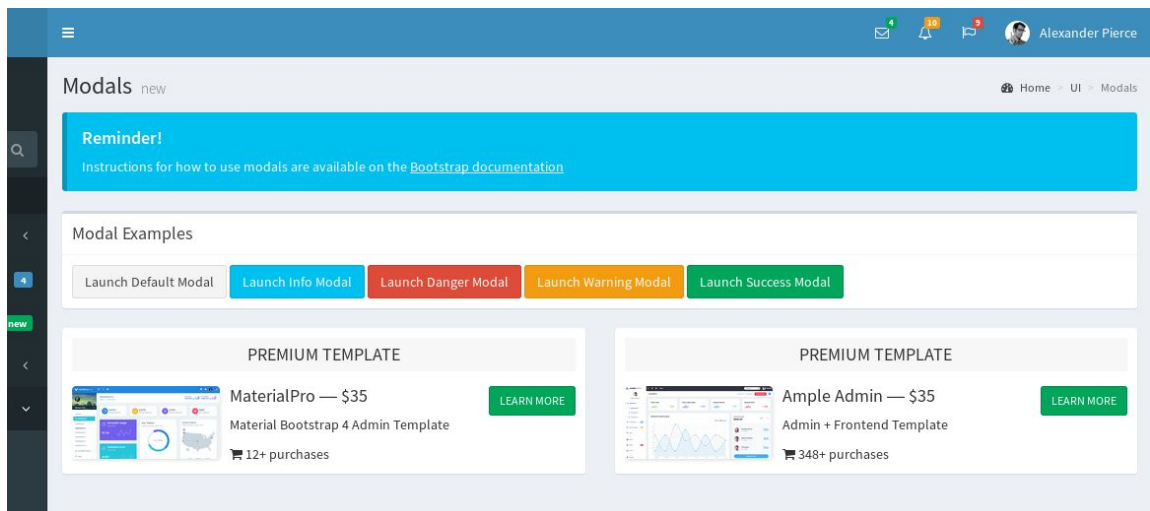 4
10
9
Alexander Pierce
Modals new
Home > UI > Modals
Reminder!
Instructions for how to use modals are available on the Bootstrap documentation
4
new
Modal Examples
Launch Default Modal
Launch Info Modal
Launch Danger Modal
Launch Warning Modal
Launch Success Modal
PREMIUM TEMPLATE
MaterialPro — $35
LEARN MORE
Material Bootstrap 4 Admin Template
12+ purchases
PREMIUM TEMPLATE
Ample Admin — $35
LEARN MORE
Admin + Frontend Template
348+ purchases